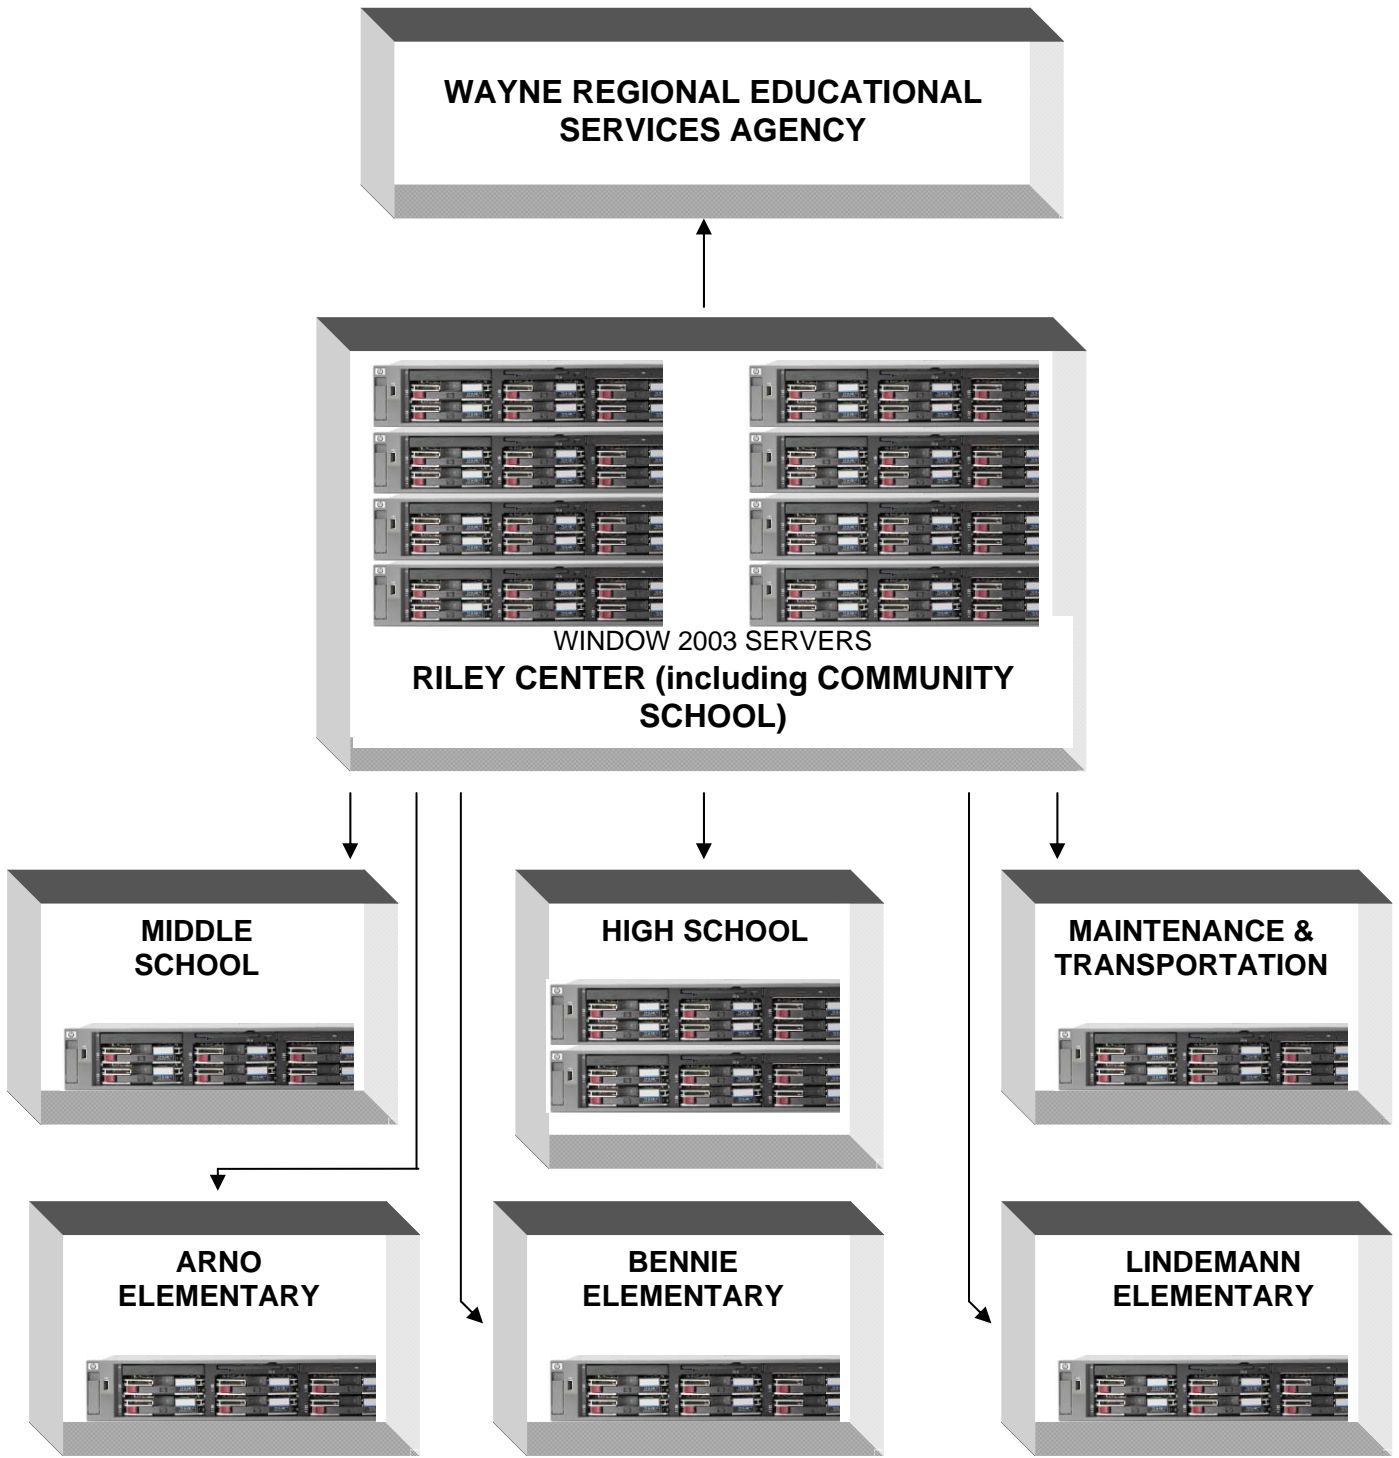 WAYNE REGIONAL EDUCATIONAL
SERVICES AGENCY
WINDOW 2003 SERVERS
RILEY CENTER (including COMMUNITY
SCHOOL)
MIDDLE
SCHOOL
HIGH SCHOOL
MAINTENANCE &
TRANSPORTATION
ARNO
ELEMENTARY
BENNIE
ELEMENTARY
LINDEMANN
ELEMENTARY